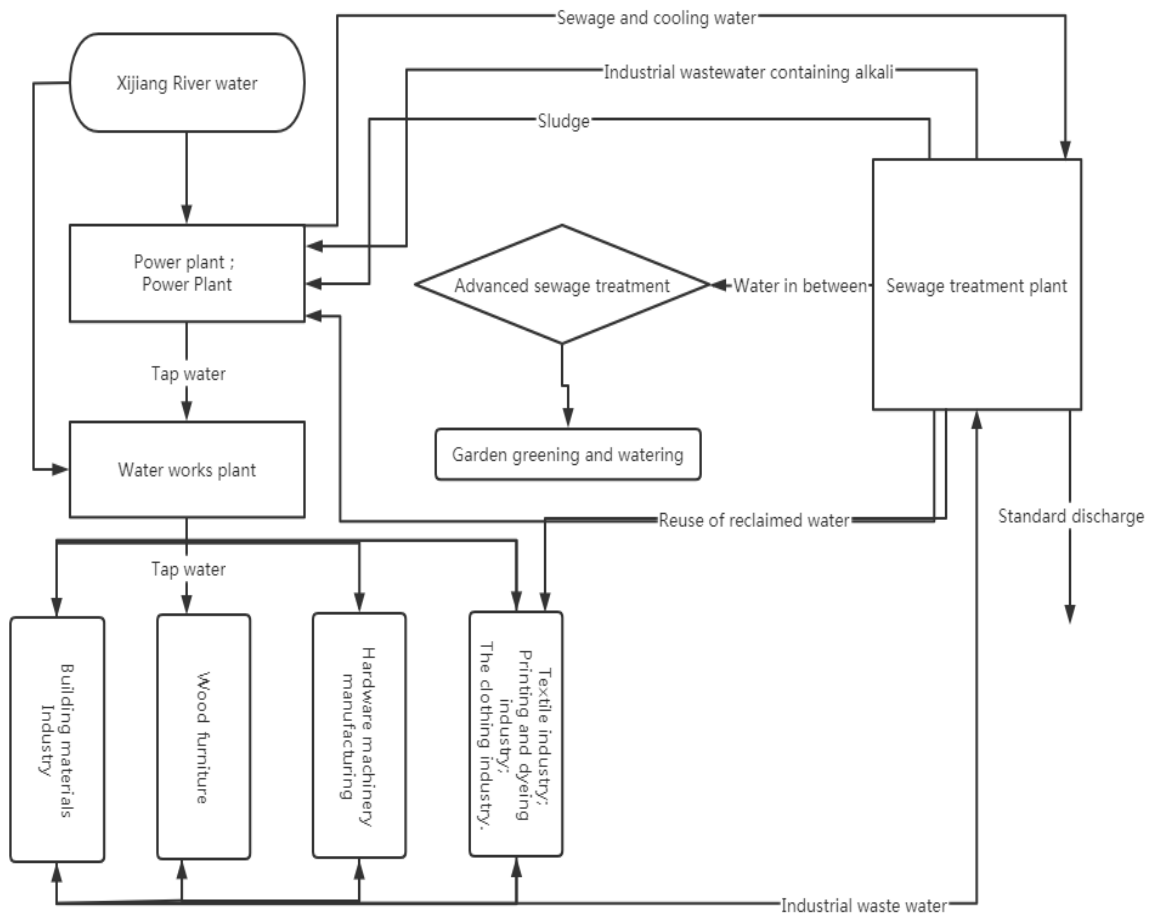 Sewage and cooling water
Xijiang River water
Industrial wastewater containing alkali
Sludge
Power plant ;
Power Plant
Advanced sewage treatment
Water in between
Sewage treatment plant
Tap water
Water works plant
Garden greening and watering
Reuse of reclaimed water
Standard discharge
Tap water
Building materials
Industry
Wood furniture
Hardware machinery
manufacturing
Textile industry;
Printing and dyeing
industry;
The clothing industry.
Industrial waste water